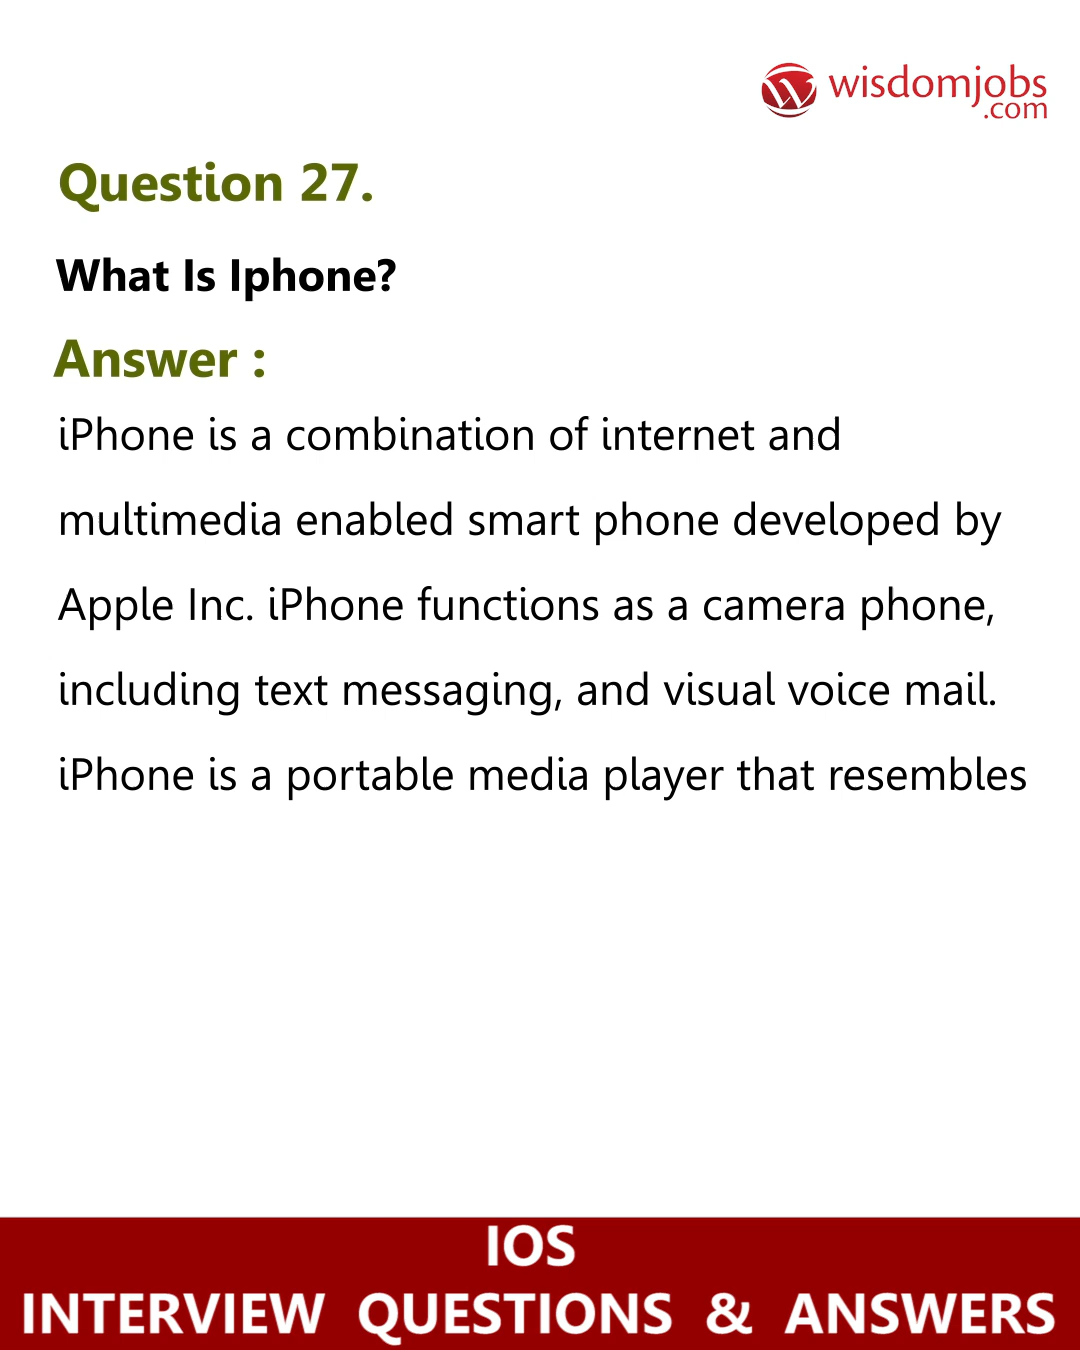 wisdomjobs
.com
Question 27.
What Is Iphone?
Answer :
iPhone is a combination of internet and
multimedia enabled smart phone developed by
Apple Inc. iPhone functions as a camera phone,
including text messaging, and visual voice mail.
iPhone is a portable media player that resembles
IOS
INTERVIEW QUESTIONS & ANSWERS